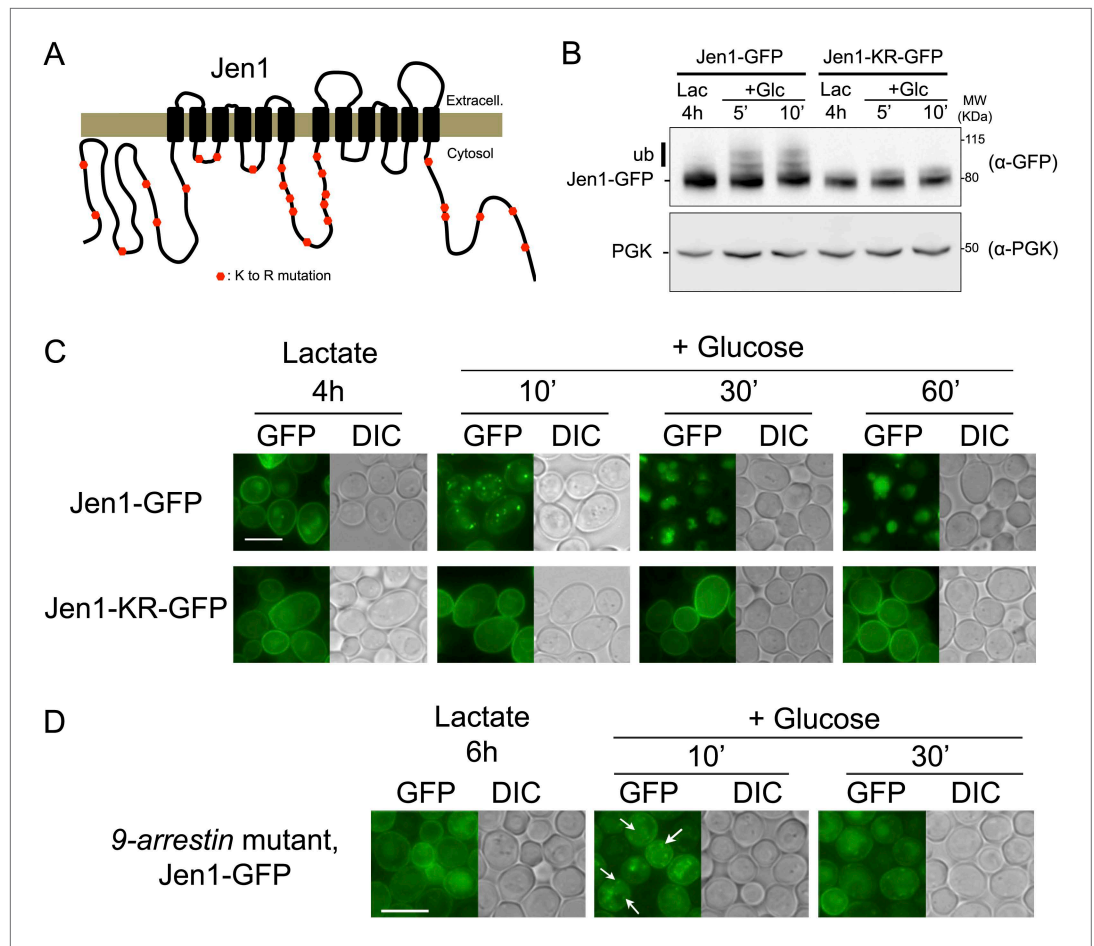 A
Jen1
Extracell.
Cytosol
: K to R mutation
B
Jen1-GFP Jen1-KR-GFP
Lac +Glc Lac +Glc MW
4h 5’ 10’ 4h 5’ 10’ (KDa)
115
ub (α-GFP)
Jen1-GFP - 80
PGK - 50 (α-PGK)
C
Lactate + Glucose
4h 10’ 30’ 60’
GFP DIC GFP DIC GFP DIC GFP DIC
Jen1-GFP
Jen1-KR-GFP
D
Lactate + Glucose
6h 10’ 30’
GFP DIC GFP DIC GFP DIC
9-arrestin mutant,
Jen1-GFP